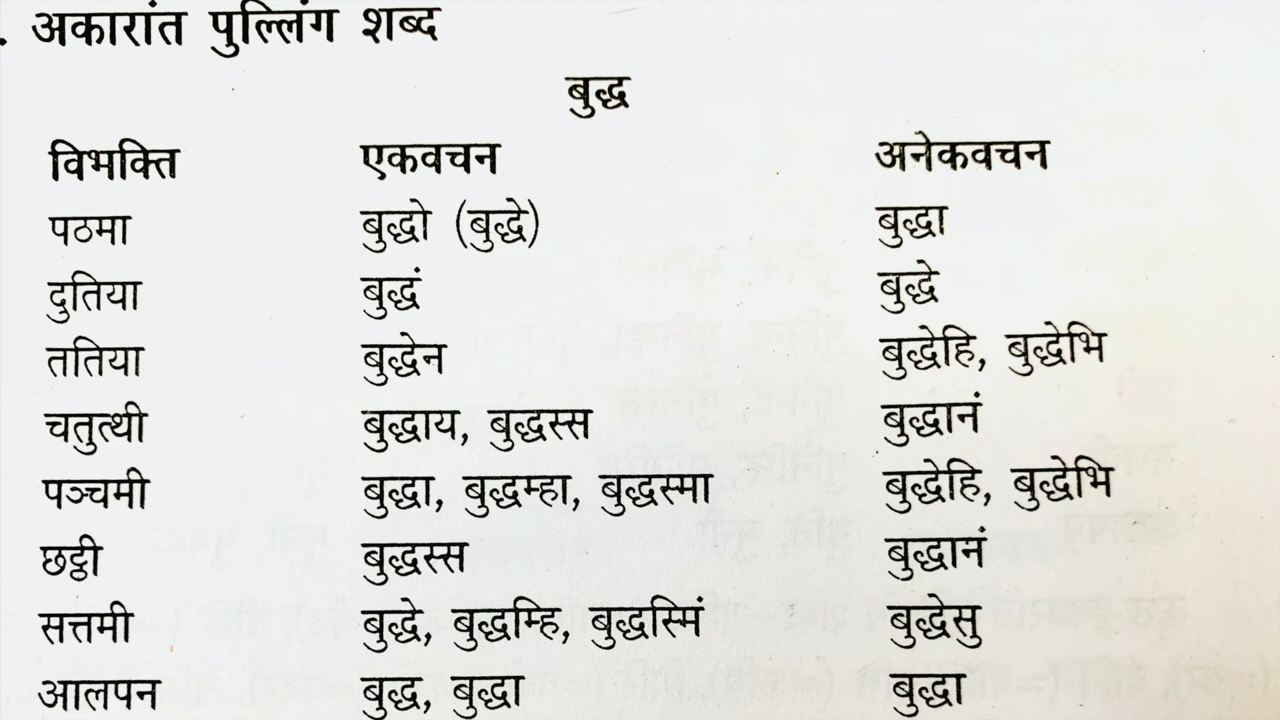 . अकारांत पुल्लिंग शब्द
बुद्ध
विभक्ति एकवचन अनेकवचन
पठमा बुद्धो (बुद्धे) बुद्धा
दुतिया बुद्धं बुद्धे
ततिया बुद्धेन बुद्धेहि, बुद्धेभि
चतुत्थी बुद्धाय, बुद्धस्स बुद्धानं
पञ्चमी बुद्धा, बुद्धम्हा, बुद्धस्मा बुद्धेहि, बुद्धेभि
छट्ठी बुद्धस्स बुद्धानं
सत्तमी बुद्धे, बुद्धम्हि, बुद्धस्मिं बुद्धेसु
आलपन बुद्ध, बुद्धा बुद्धा